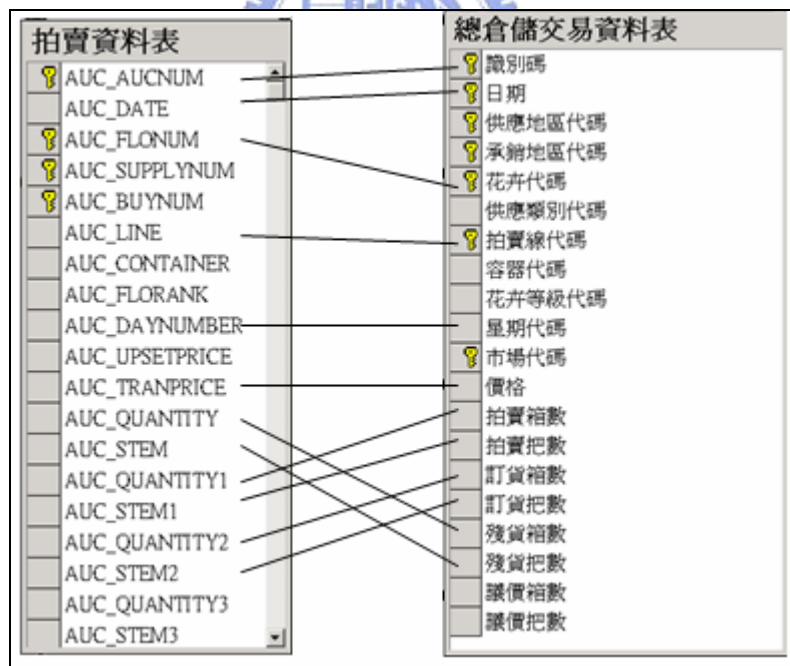 拍賣資料表
AUC_AUCNUM
AUC_DATE
AUC_FLONUM
AUC_SUPPLYNUM
AUC_BUYNUM
AUC_LINE
AUC_CONTAINER
AUC_FLORANK
AUC_DAYNUMBER
AUC_UPSETPRICE
AUC_TRANPRICE
AUC_QUANTITY
AUC_STEM
AUC_QUANTITY1
AUC_STEM1
AUC_QUANTITY2
AUC_STEM2
AUC_QUANTITY3
AUC_STEM3
總倉儲交易資料表
識別碼
日期
供應地區代碼
承銷地區代碼
花卉代碼
供應類別代碼
拍賣線代碼
容器代碼
花卉等級代碼
星期代碼
市場代碼
價格
拍賣箱數
拍賣把數
訂貨箱數
訂貨把數
殘貨箱數
殘貨把數
議價箱數
議價把數